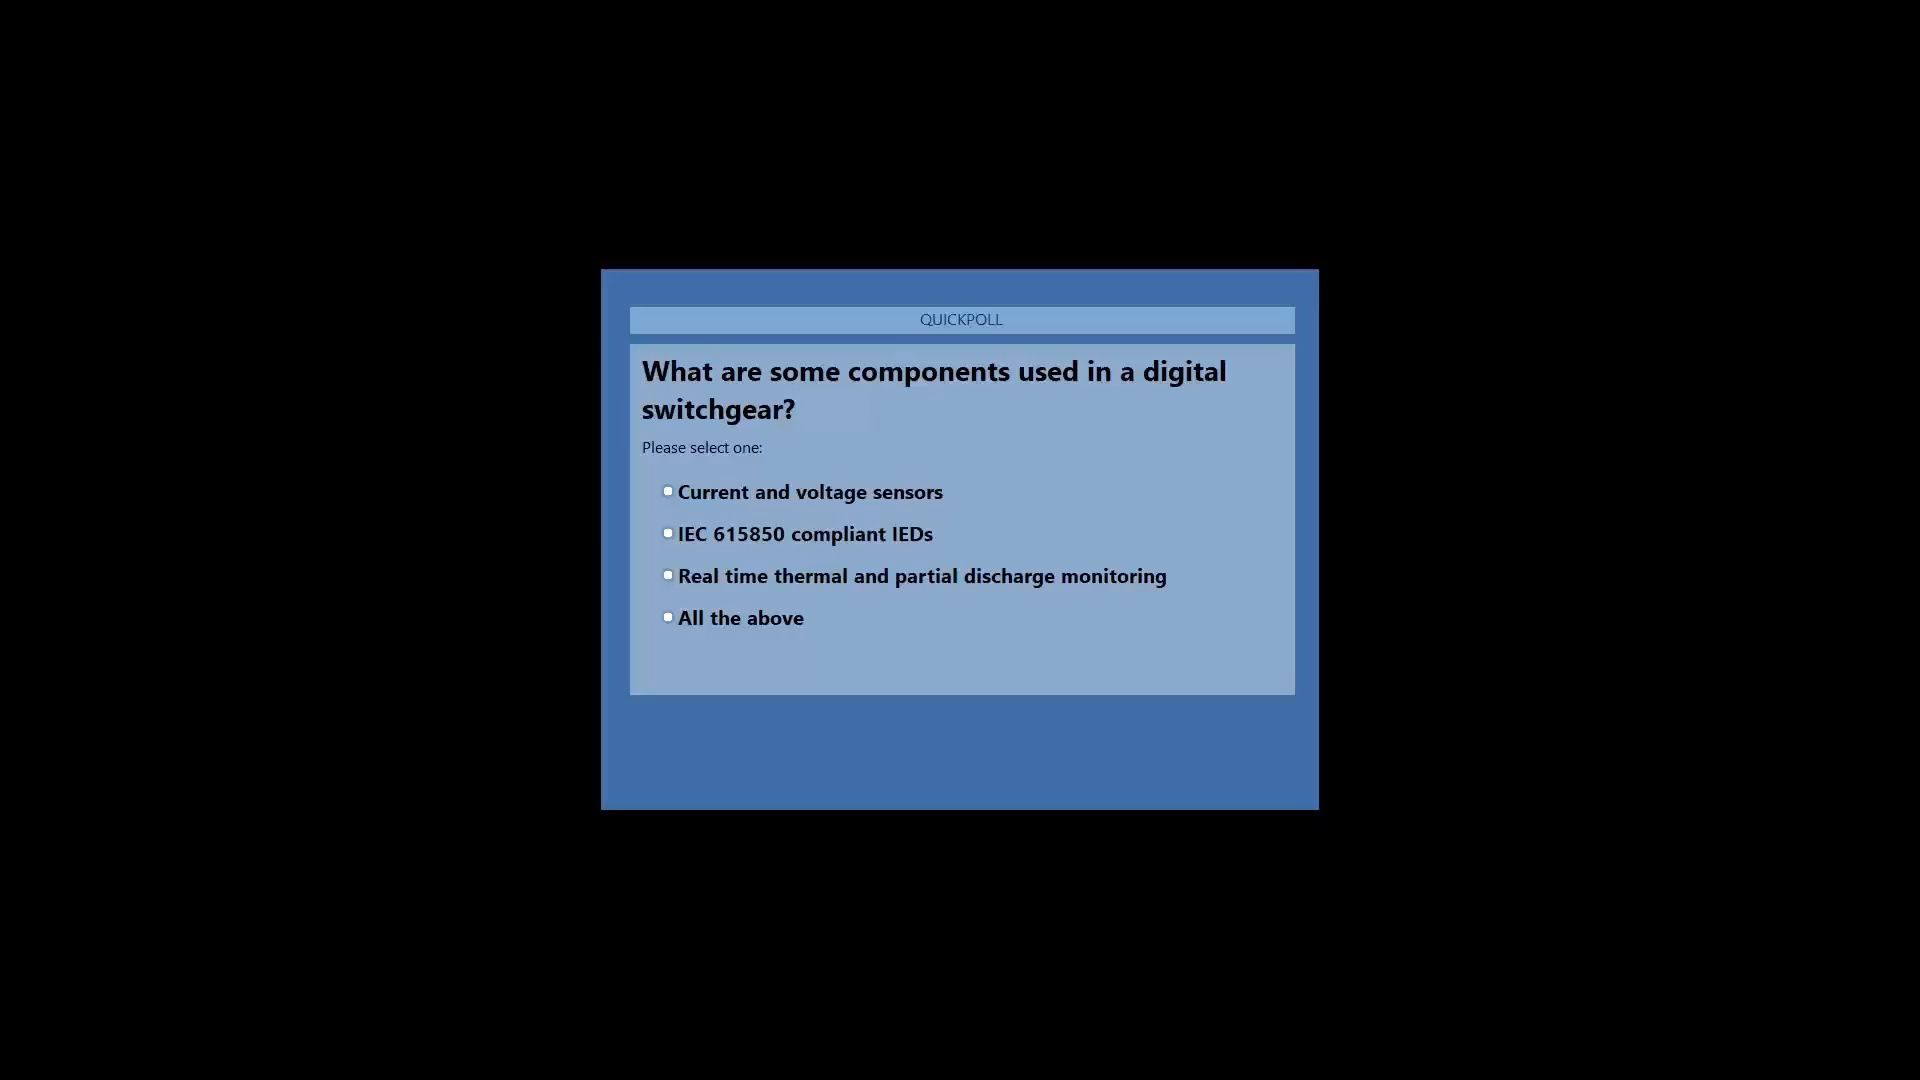 QUICKPOLL
What are some components used in a digital
switchgear?
Please select one:
Current and voltage sensors
IEC 615850 compliant IEDs
Real time thermal and partial discharge monitoring
All the above